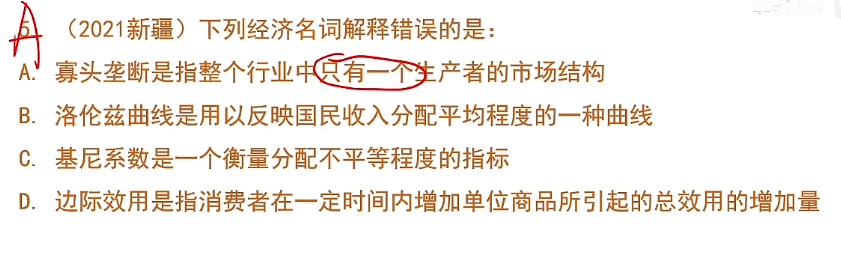 A
5. （2021新疆）下列经济名词解释错误的是：
A. 寡头垄断是指整个行业中只有一个生产者的市场结构
B. 洛伦兹曲线是用以反映国民收入分配平均程度的一种曲线
C. 基尼系数是一个衡量分配不平等程度的指标
D. 边际效用是指消费者在一定时间内增加单位商品所引起的总效用的增加量